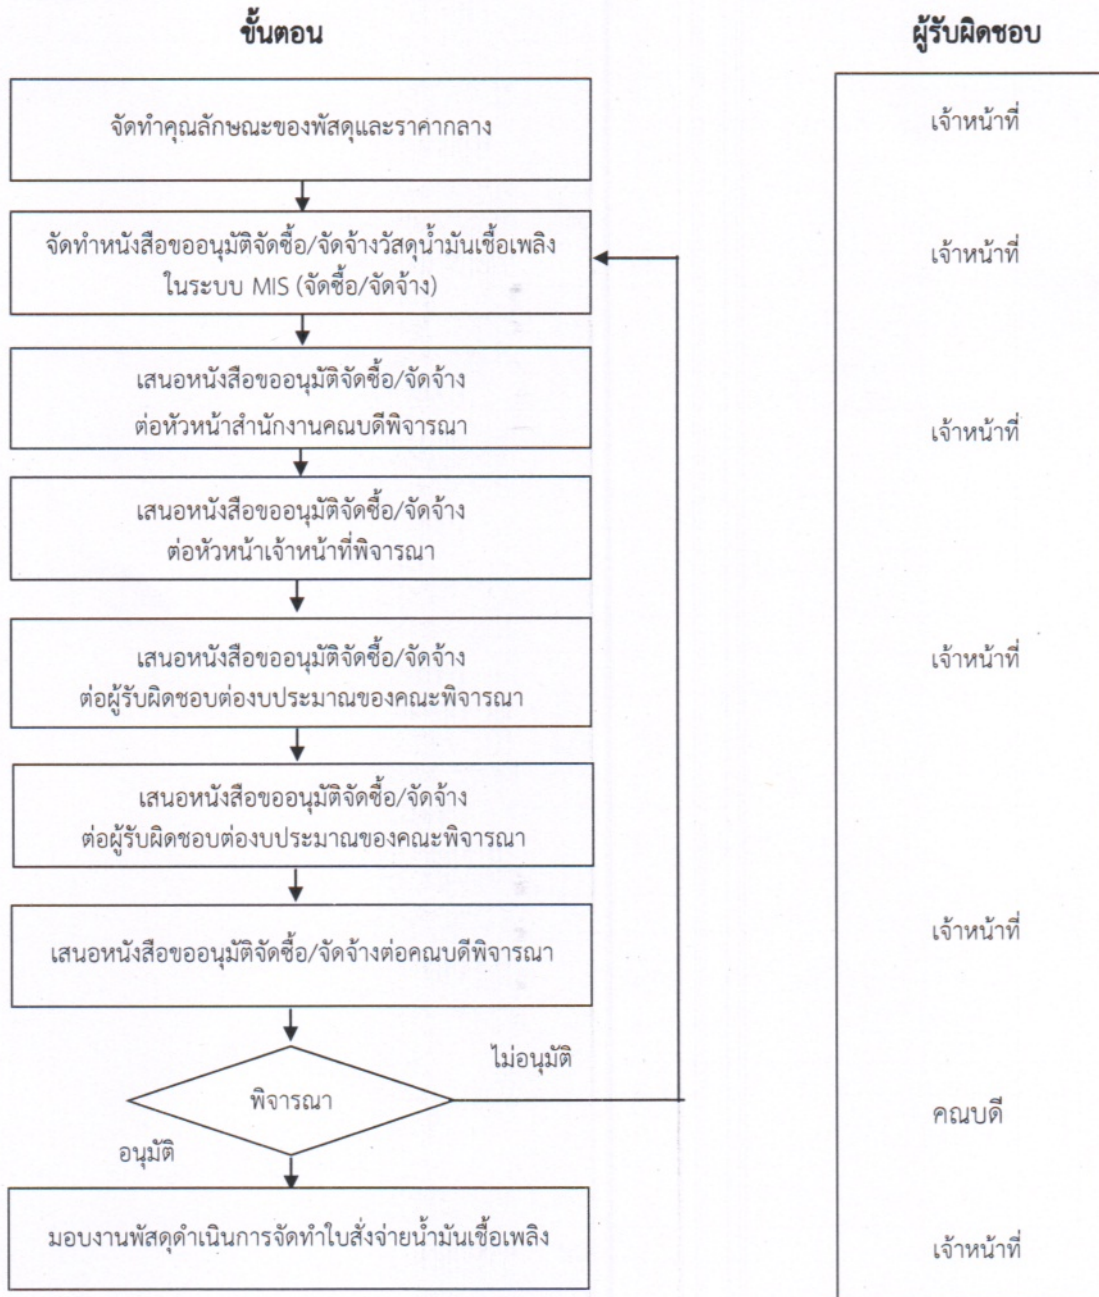 ขั้นตอน
ผู้รับผิดชอบ
จัดทำคุณลักษณะของพัสดุและราคากลาง
เจ้าหน้าที่
จัดทำหนังสือขออนุมัติจัดซื้อ/จัดจ้างวัสดุน้ำมันเชื้อเพลิง
ในระบบ MIS (จัดซื้อ/จัดจ้าง)
เจ้าหน้าที่
เสนอหนังสือขออนุมัติจัดซื้อ/จัดจ้าง
ต่อหัวหน้าสำนักงานคณบดีพิจารณา
เจ้าหน้าที่
เสนอหนังสือขออนุมัติจัดซื้อ/จัดจ้าง
ต่อหัวหน้าเจ้าหน้าที่พิจารณา
เสนอหนังสือขออนุมัติจัดซื้อ/จัดจ้าง
ต่อผู้รับผิดชอบต่องบประมาณของคณะพิจารณา
เจ้าหน้าที่
เสนอหนังสือขออนุมัติจัดซื้อ/จัดจ้าง
ต่อผู้รับผิดชอบต่องบประมาณของคณะพิจารณา
เสนอหนังสือขออนุมัติจัดซื้อ/จัดจ้างต่อคณบดีพิจารณา
เจ้าหน้าที่
ไม่อนุมัติ
พิจารณา
คณบดี
อนุมัติ
มอบงานพัสดุดำเนินการจัดทำใบสั่งจ่ายน้ำมันเชื้อเพลิง
เจ้าหน้าที่